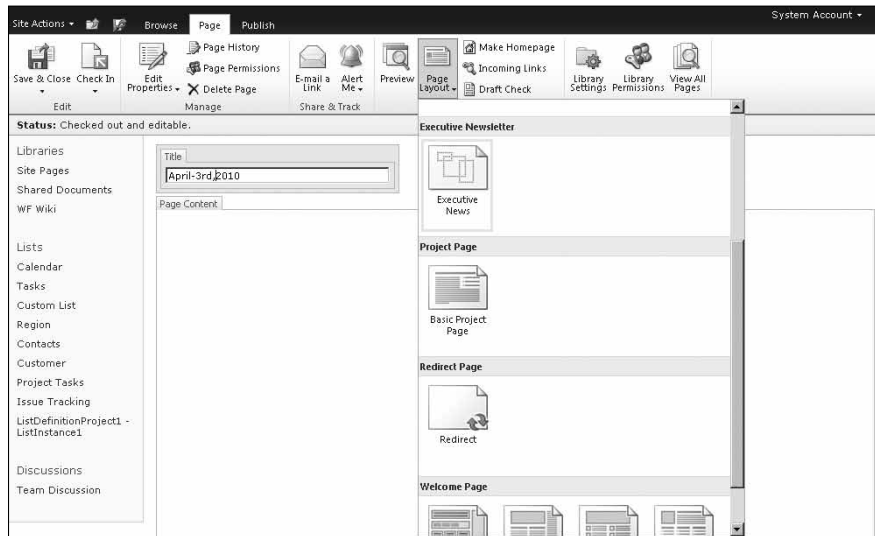 System Account
Site Actions
Browse
Page
Publish
Save & Close
Check In
Edit Properties
Page History
Page Permissions
Delete Page
E-mail a Link
Alert Me
Preview
Page Layout
Make Homepage
Incoming Links
Draft Check
Library Settings
Library Permissions
View All Pages
Edit
Manage
Share & Track
Status: Checked out and editable.
Libraries
Site Pages
Shared Documents
WF Wiki
Lists
Calendar
Tasks
Custom List
Region
Contacts
Customer
Project Tasks
Issue Tracking
ListDefinitionProject1 -
ListInstance1
Discussions
Team Discussion
Title
April-3rd,2010
Page Content
Executive Newsletter
Executive
News
Project Page
Basic Project
Page
Redirect Page
Redirect
Welcome Page